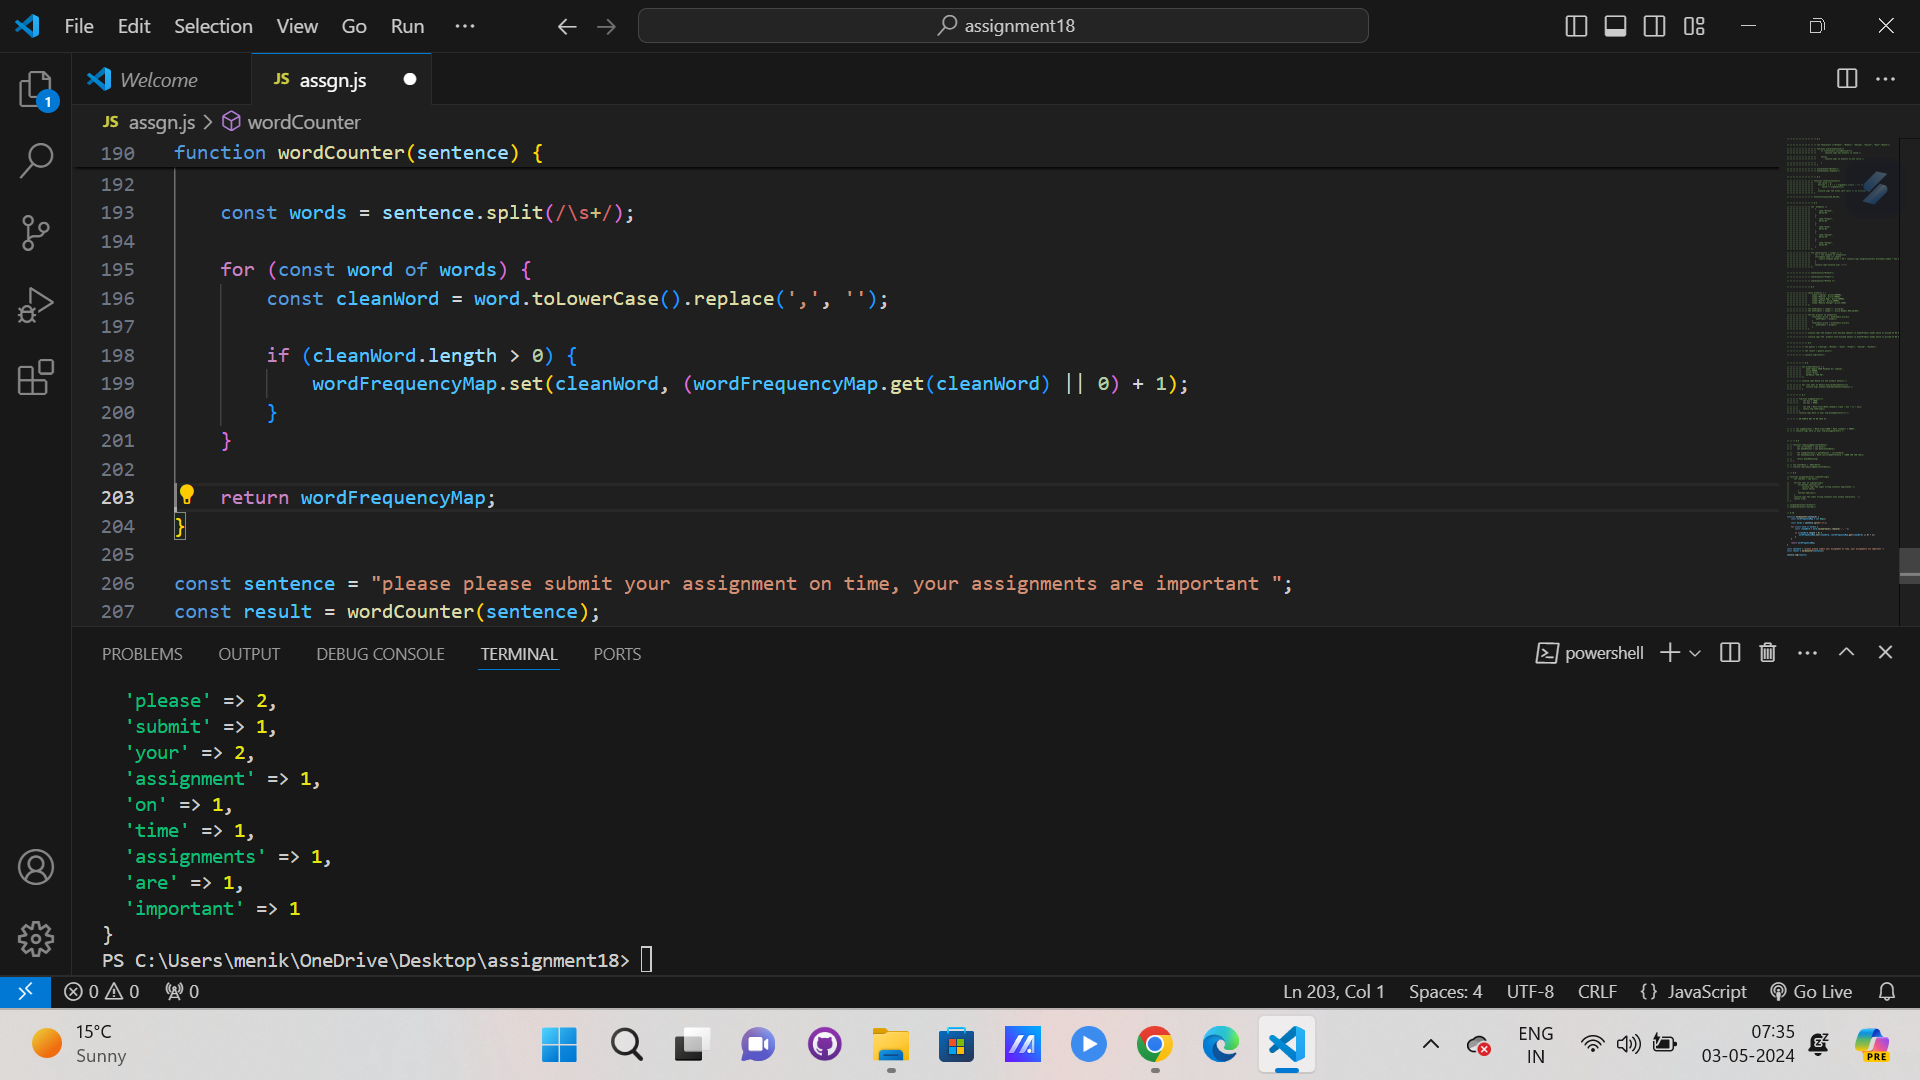 File Edit Selection View Go Run ··· assignment18
Welcome JS assgn.js
JS assgn.js > wordCounter
190 function wordCounter(sentence) {
192
193 const words = sentence.split(/\s+/);
194
195 for (const word of words) {
196 const cleanWord = word.toLowerCase().replace(',', '');
197
198 if (cleanWord.length > 0) {
199 wordFrequencyMap.set(cleanWord, (wordFrequencyMap.get(cleanWord) || 0) + 1);
200 }
201 }
202
203 return wordFrequencyMap;
204 }
205
206 const sentence = "please please submit your assignment on time, your assignments are important ";
207 const result = wordCounter(sentence);
PROBLEMS OUTPUT DEBUG CONSOLE TERMINAL PORTS powershell
'please' => 2,
'submit' => 1,
'your' => 2,
'assignment' => 1,
'on' => 1,
'time' => 1,
'assignments' => 1,
'are' => 1,
'important' => 1
}
PS C:\Users\menik\OneDrive\Desktop\assignment18>
0 0 0 Ln 203, Col 1 Spaces: 4 UTF-8 CRLF {} JavaScript Go Live
15°C
Sunny
ENG
IN
07:35
03-05-2024
PRE
1